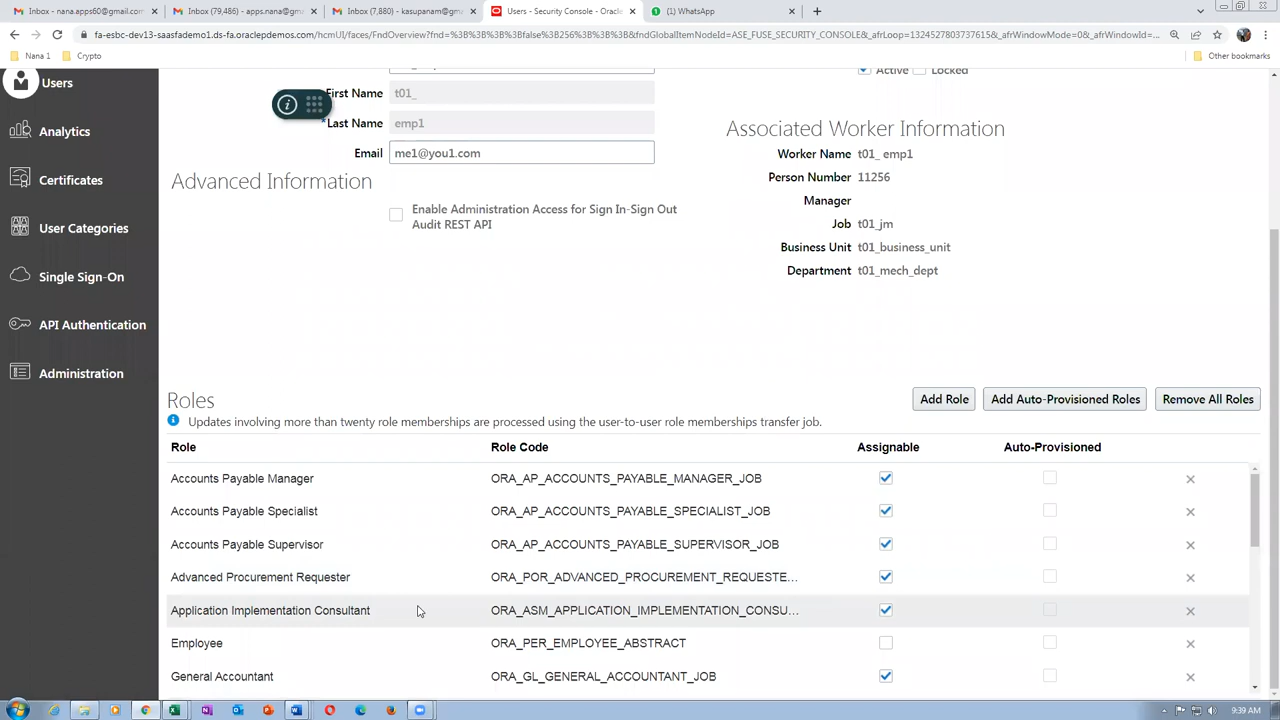 Inbox - nana.apps60@gmail.com
Inbox (79,486) - apps.nana@gma
Inbox (7,880) - kasupanam@gm
Users - Security Console - Oracle
(1) WhatsApp
fa-esbc-dev13-saasfademo1.ds-fa.oraclepdemos.com/hcmUI/faces/FndOverview?fnd=%3B%3B%3B%3Bfalse%3B256%3B%3B%3B&fndGlobalItemNodeId=ASE_FUSE_SECURITY_CONSOLE&_afrLoop=1324527803737615&_afrWindowMode=0&_afrWindowId=...
Nana 1
Crypto
Other bookmarks
Users
Active
Locked
First Name
t01_
Analytics
*Last Name
emp1
Associated Worker Information
Email
me1@you1.com
Worker Name t01_ emp1
Certificates
Advanced Information
Person Number 11256
Manager
Enable Administration Access for Sign In-Sign Out
Audit REST API
User Categories
Job t01_jm
Business Unit t01_business_unit
Department t01_mech_dept
Single Sign-On
API Authentication
Administration
Roles
Add Role
Add Auto-Provisioned Roles
Remove All Roles
Updates involving more than twenty role memberships are processed using the user-to-user role memberships transfer job.
Role Role Code Assignable Auto-Provisioned
Accounts Payable Manager ORA_AP_ACCOUNTS_PAYABLE_MANAGER_JOB
Accounts Payable Specialist ORA_AP_ACCOUNTS_PAYABLE_SPECIALIST_JOB
Accounts Payable Supervisor ORA_AP_ACCOUNTS_PAYABLE_SUPERVISOR_JOB
Advanced Procurement Requester ORA_POR_ADVANCED_PROCUREMENT_REQUESTE...
Application Implementation Consultant ORA_ASM_APPLICATION_IMPLEMENTATION_CONSU...
Employee ORA_PER_EMPLOYEE_ABSTRACT
General Accountant ORA_GL_GENERAL_ACCOUNTANT_JOB
9:39 AM